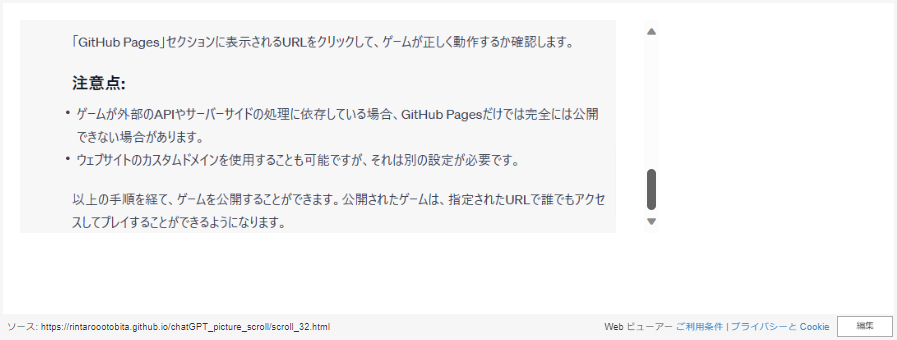 「GitHub Pages」セクションに表示されるURLをクリックして、ゲームが正しく動作するか確認します。
注意点:
• ゲームが外部のAPIやサーバーサイドの処理に依存している場合、GitHub Pagesだけでは完全には公開
できない場合があります。
• ウェブサイトのカスタムドメインを使用することも可能ですが、それは別の設定が必要です。
以上の手順を経て、ゲームを公開することができます。公開されたゲームは、指定されたURLで誰でもアクセ
スしてプレイすることができるようになります。
ソース: https://rintaroootobita.github.io/chatGPT_picture_scroll/scroll_32.html
Web ビューアー ご利用条件 | プライバシーと Cookie
編集